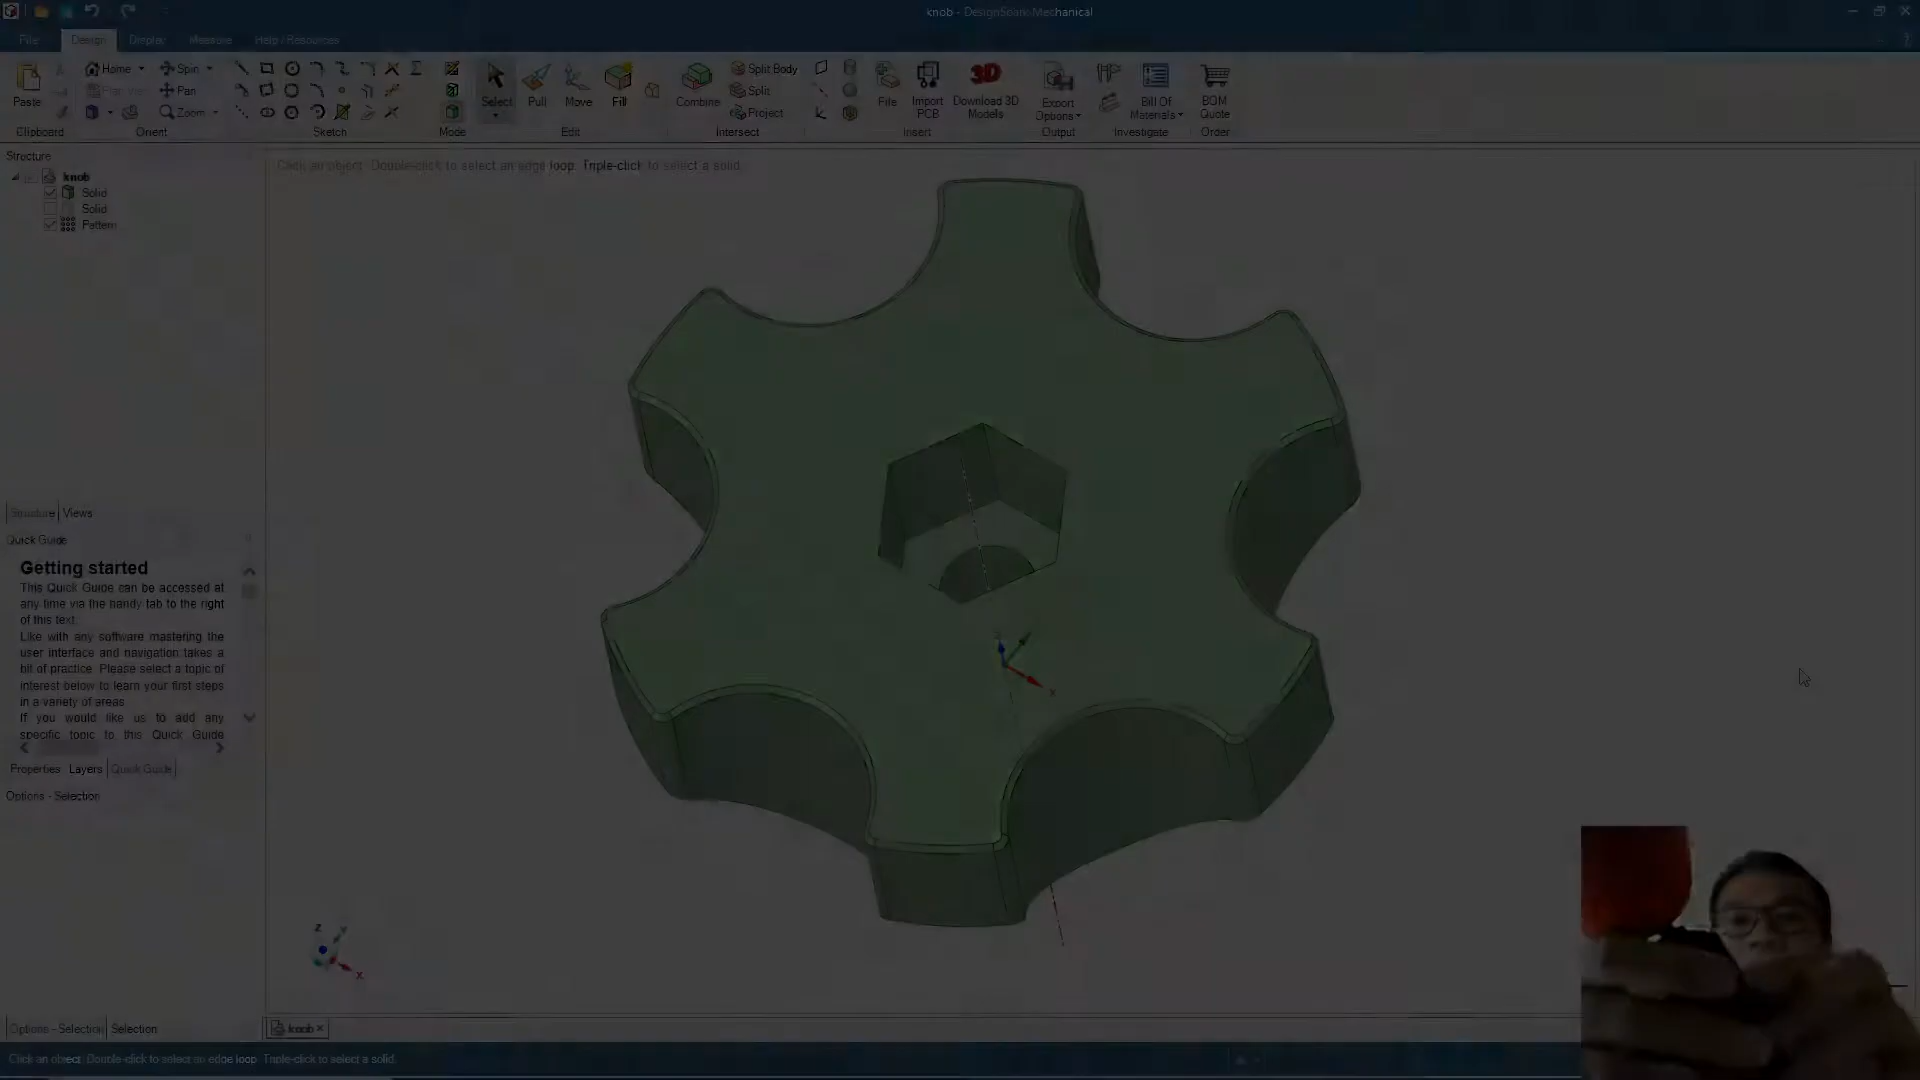 knob - DesignSpark Mechanical
File Design Display Measure Help / Resources
Paste
Clipboard
Home Spin
Plan View Pan
Zoom
Orient
Sketch
Mode
Select Pull Move Fill
Edit
Combine
Split Body
Split
Project
Intersect
File
Import PCB
Download 3D Models
Insert
Export Options
Output
Bill Of Materials
Investigate
BOM Quote
Order
3D
Structure
knob
Solid
Solid
Pattern
Click an object. Double-click to select an edge loop. Triple-click to select a solid.
Structure Views
Quick Guide
Getting started
This Quick Guide can be accessed at
any time via the handy tab to the right
of this text.
Like with any software mastering the
user interface and navigation takes a
bit of practice. Please select a topic of
interest below to learn your first steps
in a variety of areas
If you would like us to add any
specific topic to this Quick Guide
Properties Layers Quick Guide
Options - Selection
X
Z
Y
X
Options - Selection Selection
knob
Click an object. Double-click to select an edge loop. Triple-click to select a solid.